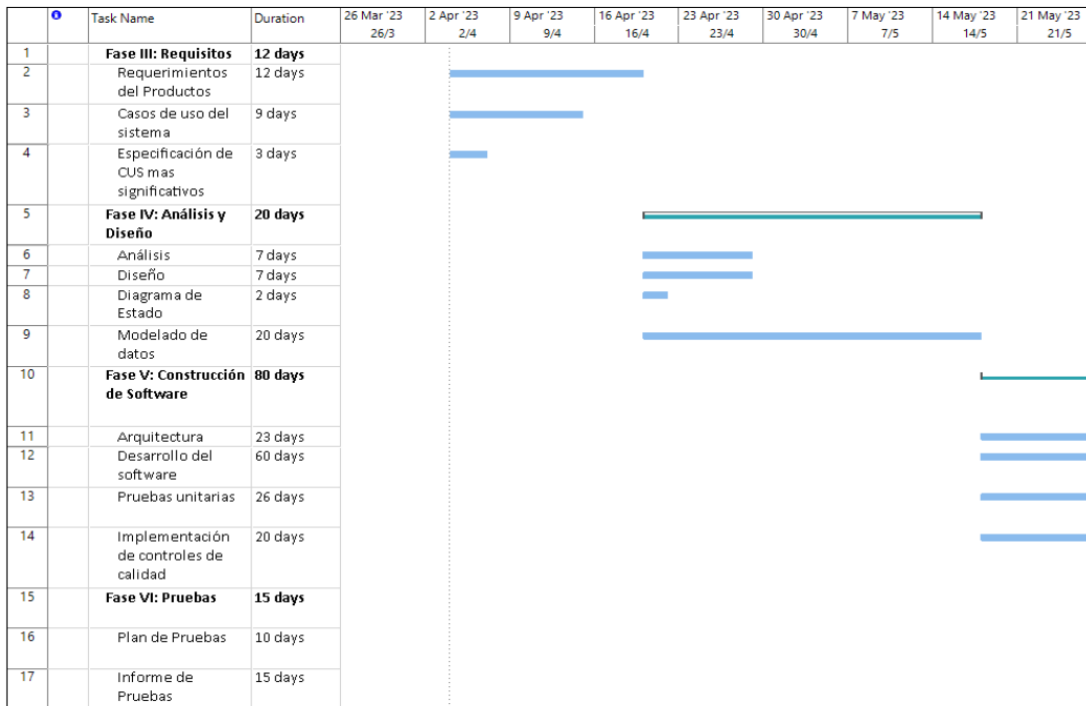 Task Name Duration 26 Mar '23 2 Apr '23 9 Apr '23 16 Apr '23 23 Apr '23 30 Apr '23 7 May '23 14 May '23 21 May '23
26/3 2/4 9/4 16/4 23/4 30/4 7/5 14/5 21/5
1 Fase III: Requisitos 12 days
2 Requerimientos 12 days
del Productos
3 Casos de uso del 9 days
sistema
4 Especificación de 3 days
CUS mas
significativos
5 Fase IV: Análisis y 20 days
Diseño
6 Análisis 7 days
7 Diseño 7 days
8 Diagrama de 2 days
Estado
9 Modelado de 20 days
datos
10 Fase V: Construcción 80 days
de Software
11 Arquitectura 23 days
12 Desarrollo del 60 days
software
13 Pruebas unitarias 26 days
14 Implementación 20 days
de controles de
calidad
15 Fase VI: Pruebas 15 days
16 Plan de Pruebas 10 days
17 Informe de 15 days
Pruebas